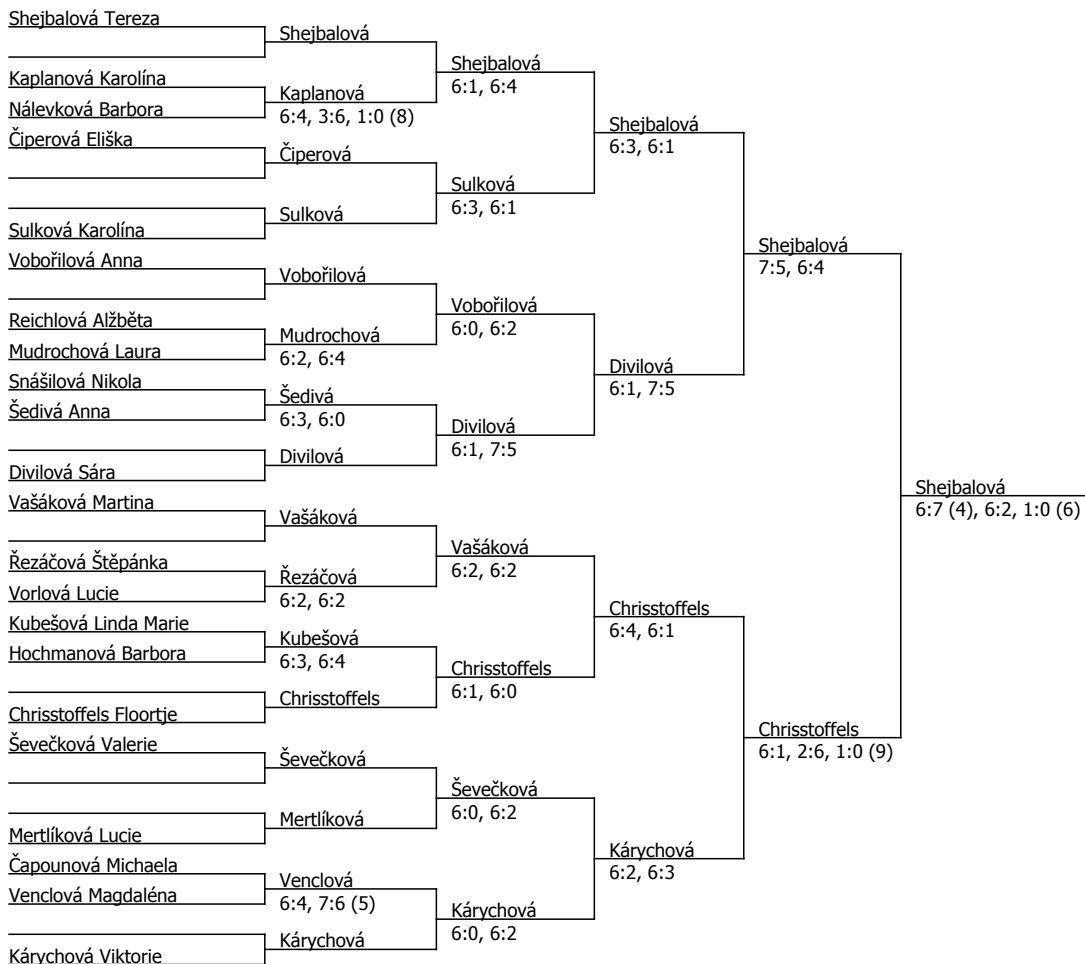 Shejbalová Tereza
Kaplanová Karolína
Nálevková Barbora
Čiperová Eliška
Sulková Karolína
Vobořilová Anna
Reichlová Alžběta
Mudrochová Laura
Snášilová Nikola
Šedivá Anna
Divilová Sára
Vašáková Martina
Řezáčová Štěpánka
Vorlová Lucie
Kubešová Linda Marie
Hochmanová Barbora
Chrisstoffels Floortje
Ševečková Valerie
Mertlíková Lucie
Čapounová Michaela
Venclová Magdaléna
Kárychová Viktorie
Shejbalová
Kaplanová
6:4, 3:6, 1:0 (8)
Čiperová
Sulková
Vobořilová
Mudrochová
6:2, 6:4
Šedivá
6:3, 6:0
Divilová
Vašáková
Řezáčová
6:2, 6:2
Kubešová
6:3, 6:4
Chrisstoffels
Ševečková
Mertlíková
Venclová
6:4, 7:6 (5)
Kárychová
Shejbalová
6:1, 6:4
Sulková
6:3, 6:1
Vobořilová
6:0, 6:2
Divilová
6:1, 7:5
Vašáková
6:2, 6:2
Chrisstoffels
6:1, 6:0
Ševečková
6:0, 6:2
Kárychová
6:0, 6:2
Shejbalová
6:3, 6:1
Divilová
6:1, 7:5
Chrisstoffels
6:4, 6:1
Kárychová
6:2, 6:3
Shejbalová
7:5, 6:4
Chrisstoffels
6:1, 2:6, 1:0 (9)
Shejbalová
6:7 (4), 6:2, 1:0 (6)